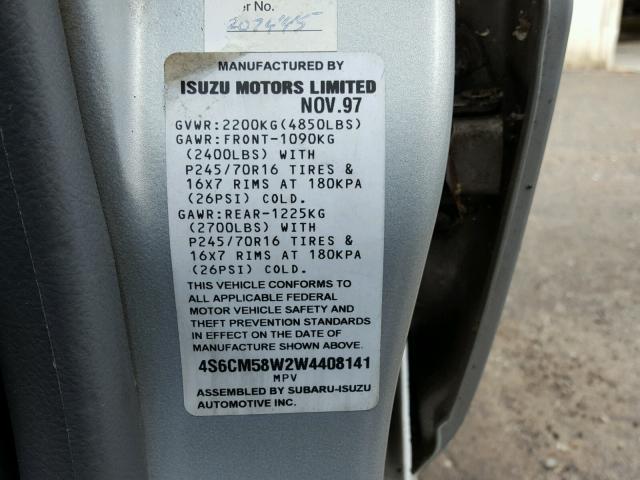 er No.
MANUFACTURED BY
ISUZU MOTORS LIMITED
NOV.97
GVWR:2200KG(4850LBS)
GAWR:FRONT-1090KG
(2400LBS) WITH
P245/70R16 TIRES &
16X7 RIMS AT 180KPA
(26PSI) COLD.
GAWR:REAR-1225KG
(2700LBS) WITH
P245/70R16 TIRES &
16X7 RIMS AT 180KPA
(26PSI) COLD.
THIS VEHICLE CONFORMS TO
ALL APPLICABLE FEDERAL
MOTOR VEHICLE SAFETY AND
THEFT PREVENTION STANDARDS
IN EFFECT ON THE DATE OF
MANUFACTURE SHOWN ABOVE.
4S6CM58W2W4408141
MPV
ASSEMBLED BY SUBARU-ISUZU
AUTOMOTIVE INC.